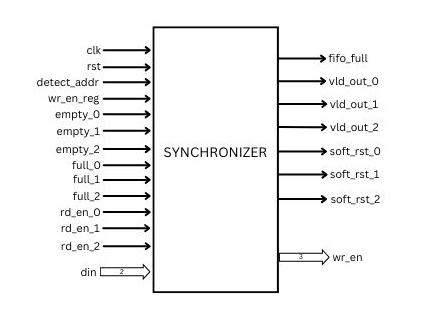 clk
rst
detect_addr
wr_en_reg
empty_0
empty_1
empty_2
full_0
full_1
full_2
rd_en_0
rd_en_1
rd_en_2
din
2
SYNCHRONIZER
fifo_full
vld_out_0
vld_out_1
vld_out_2
soft_rst_0
soft_rst_1
soft_rst_2
3
wr_en